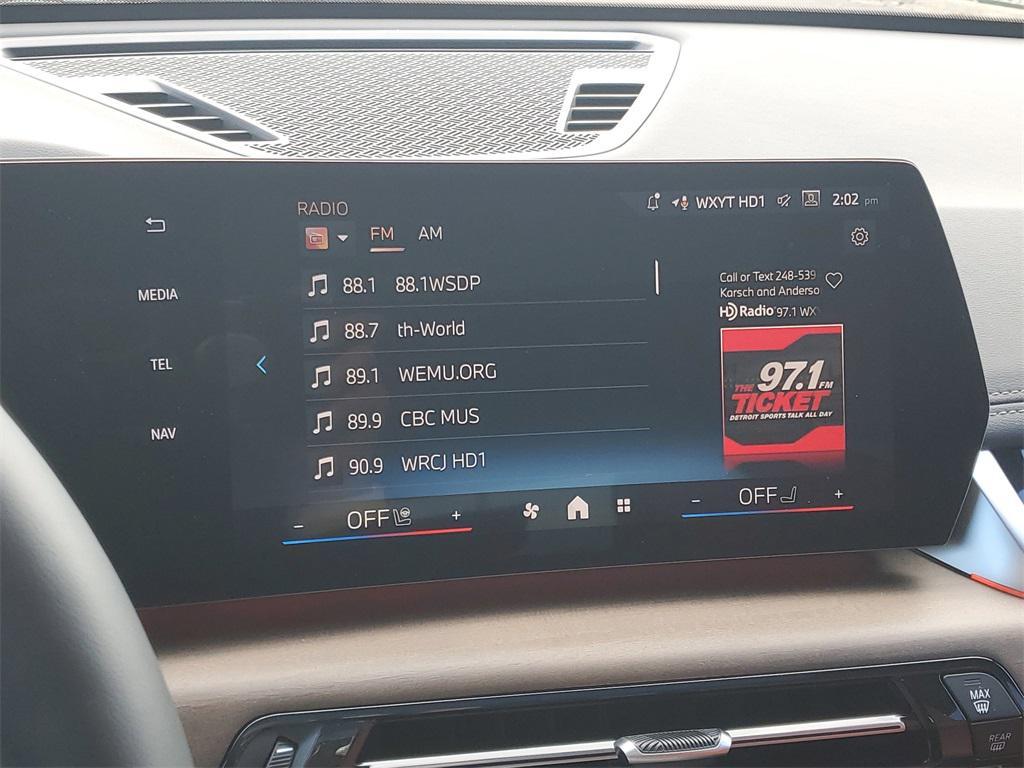 RADIO
WXYT HD1 2:02 pm
FM AM
MEDIA
TEL
NAV
88.1 88.1WSDP
88.7 th-World
89.1 WEMU.ORG
89.9 CBC MUS
90.9 WRCJ HD1
Call or Text 248-539
Karsch and Anderso
HD Radio 97.1 WX
THE 97.1 FM
TICKET
DETROIT SPORTS TALK ALL DAY
− OFF +
− OFF +
MAX
REAR